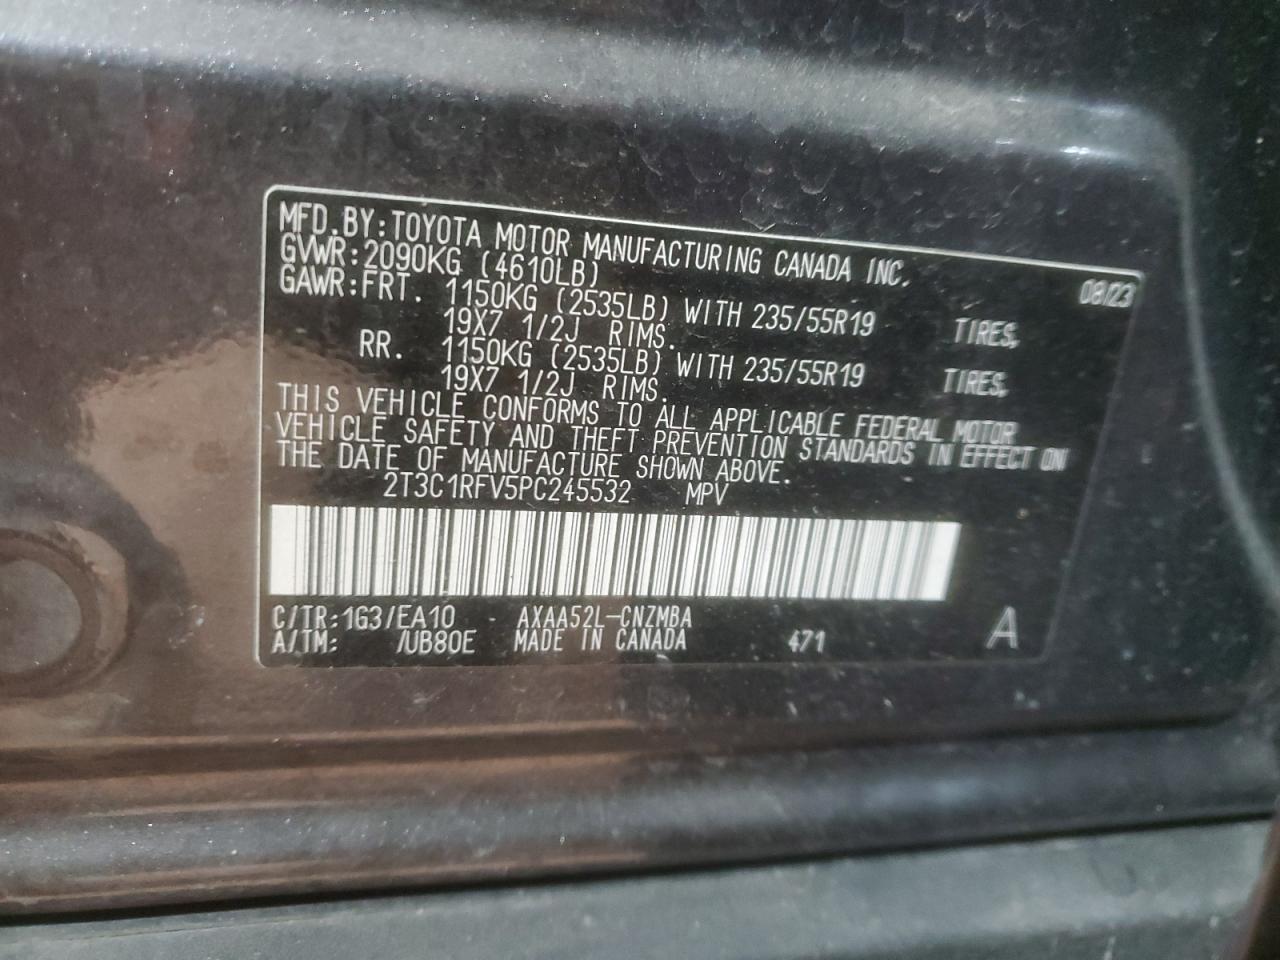 MFD.BY:TOYOTA MOTOR MANUFACTURING CANADA INC. 08/23
GVWR:2090KG (4610LB)
GAWR:FRT. 1150KG (2535LB) WITH 235/55R19 TIRES,
19X7 1/2J RIMS.
RR. 1150KG (2535LB) WITH 235/55R19 TIRES,
19X7 1/2J RIMS.
THIS VEHICLE CONFORMS TO ALL APPLICABLE FEDERAL MOTOR
VEHICLE SAFETY AND THEFT PREVENTION STANDARDS IN EFFECT ON
THE DATE OF MANUFACTURE SHOWN ABOVE.
2T3C1RFV5PC245532 MPV
C/TR:1G3/EA10 - AXAA52L-CNZMBA
A/TM: /UB80E MADE IN CANADA 471 A